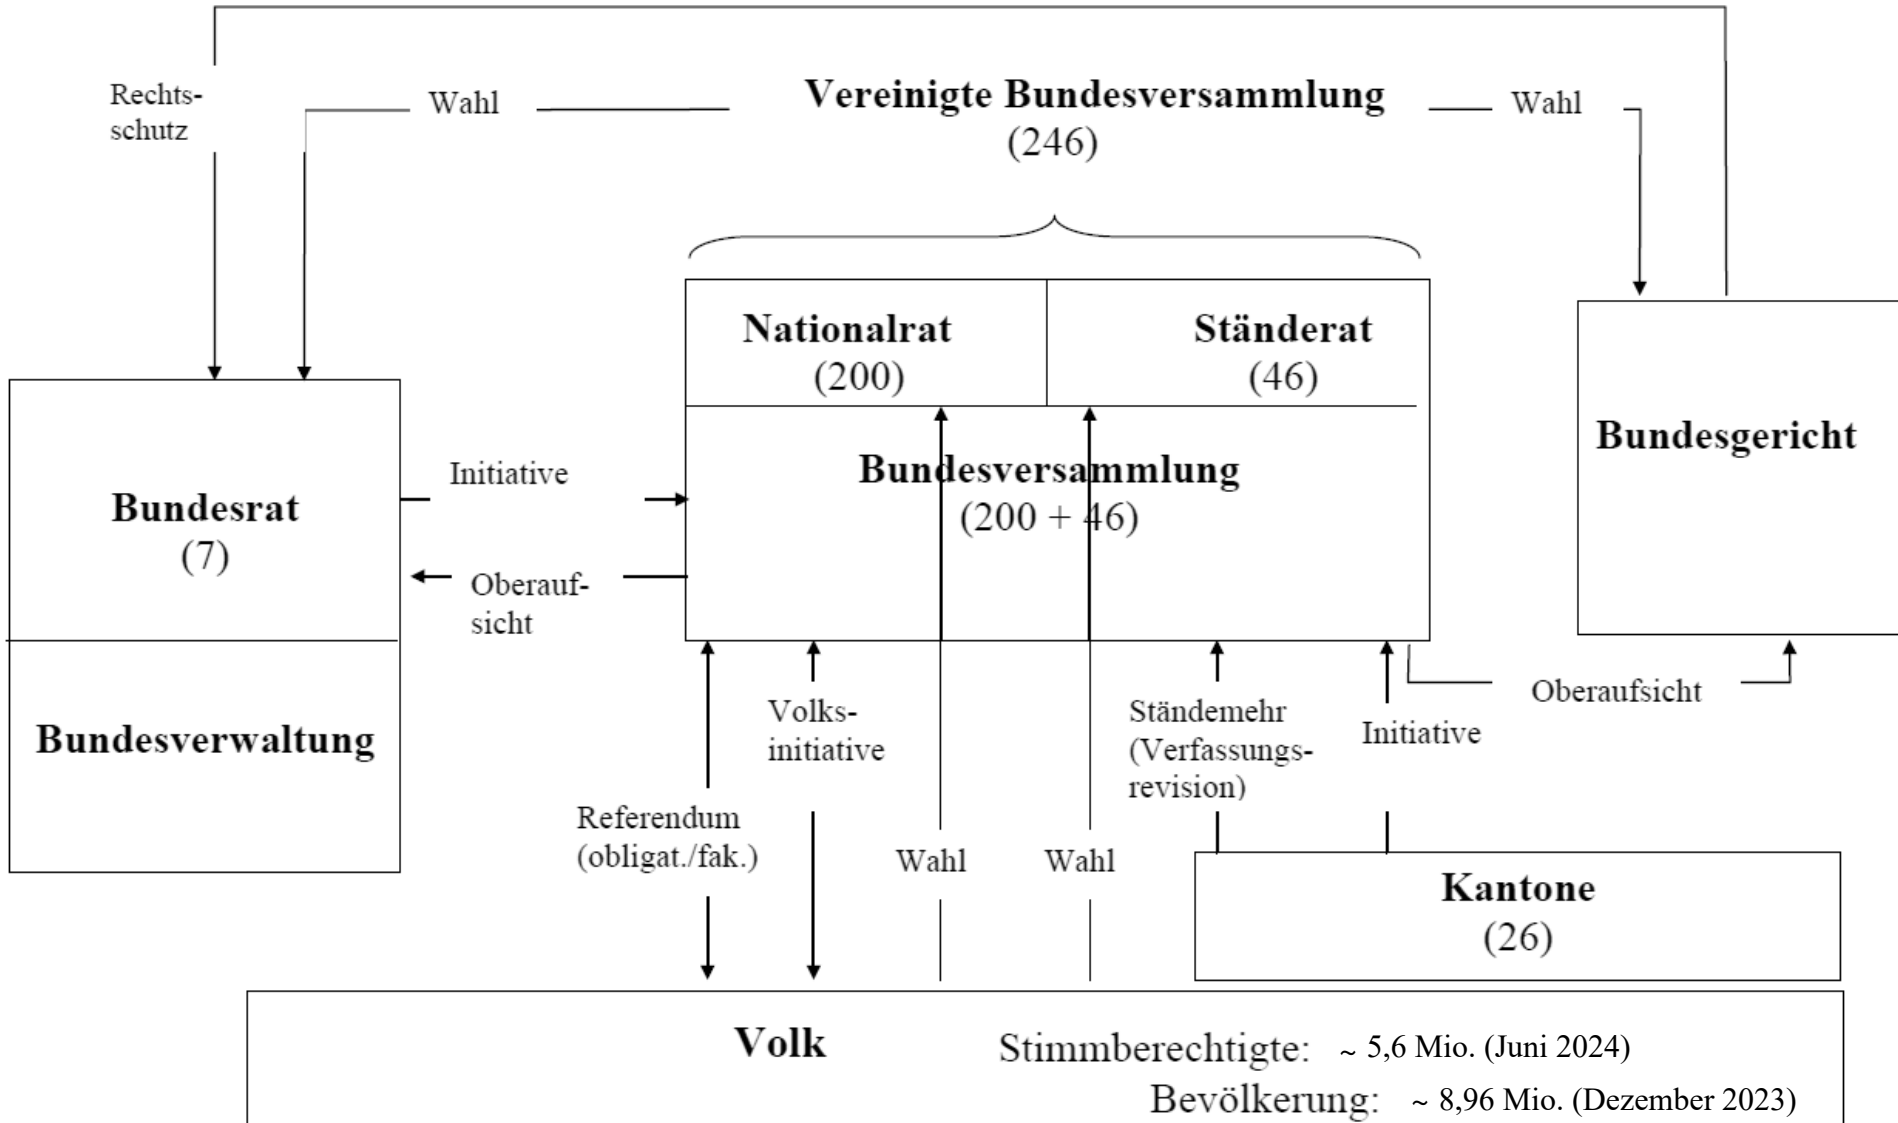 Rechts-
schutz
Wahl
Vereinigte Bundesversammlung
(246)
Wahl
Nationalrat
(200)
Ständerat
(46)
Bundesgericht
Bundesrat
(7)
Initiative
Bundesversammlung
(200 + 46)
Oberauf-
sicht
Bundesverwaltung
Volks-
initiative
Ständemehr
(Verfassungs-
revision)
Initiative
Oberaufsicht
Referendum
(obligat./fak.)
Wahl
Wahl
Kantone
(26)
Volk
Stimmberechtigte: ~ 5,6 Mio. (Juni 2024)
Bevölkerung: ~ 8,96 Mio. (Dezember 2023)